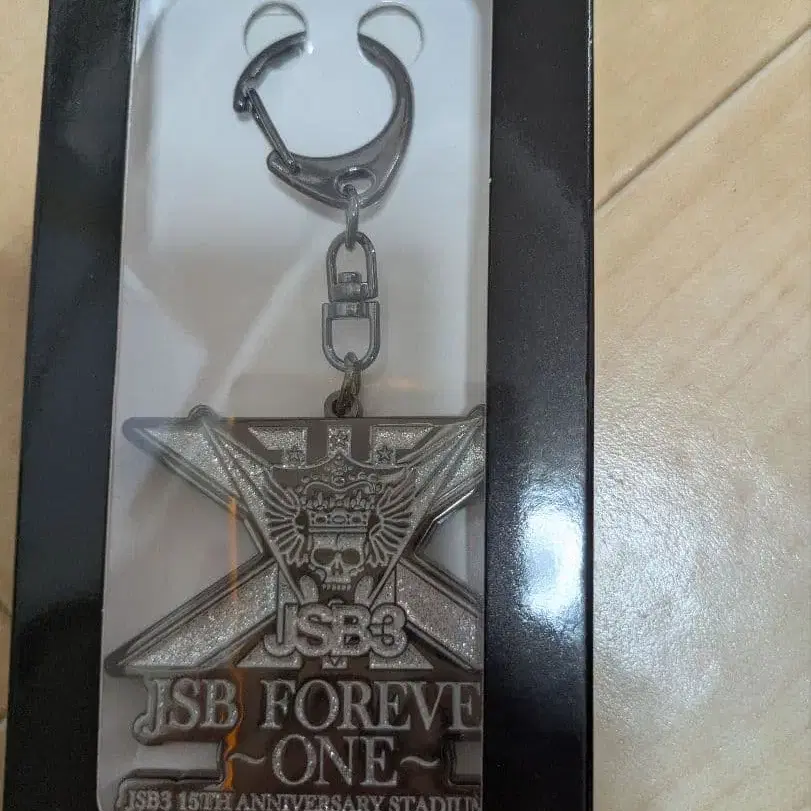 JSB3
JSB FOREVE
~ONE~
JSB3 15TH ANNIVERSARY STADIUM